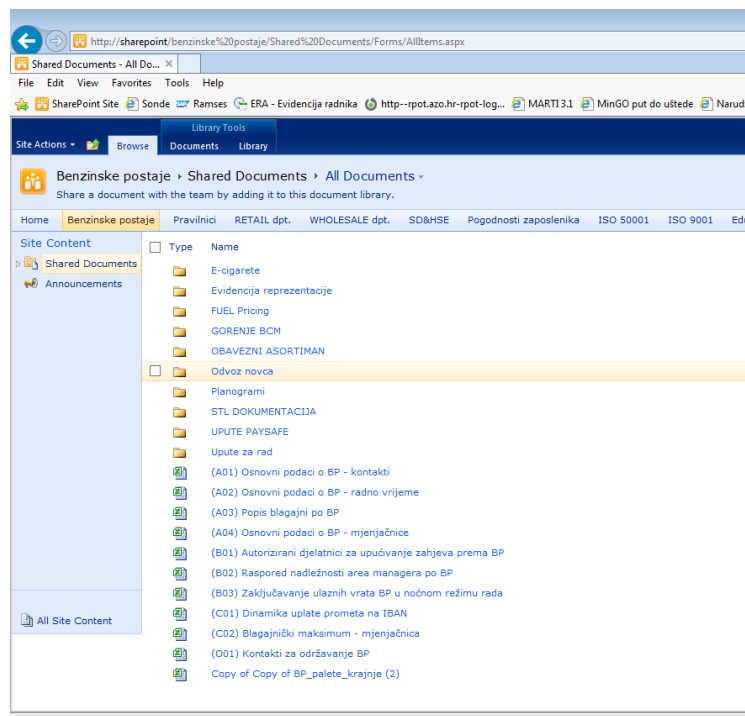 http://sharepoint/benzinske%20postaje/Shared%20Documents/Forms/AllItems.aspx
Shared Documents - All Do...
File Edit View Favorites Tools Help
SharePoint Site Sonde Ramses ERA - Evidencija radnika http--rpot.azo.hr-rpot-log... MARTI 3.1 MinGO put do uštede Narud
Library Tools
Site Actions Browse Documents Library
Benzinske postaje Shared Documents All Documents
Share a document with the team by adding it to this document library.
Home Benzinske postaje Pravilnici RETAIL dpt. WHOLESALE dpt. SD&HSE Pogodnosti zaposlenika ISO 50001 ISO 9001 Edu
Site Content
Shared Documents
Announcements
All Site Content
Type Name
E-cigarete
Evidencija reprezentacije
FUEL Pricing
GORENJE BCM
OBAVEZNI ASORTIMAN
Odvoz novca
Planogrami
STL DOKUMENTACIJA
UPUTE PAYSAFE
Upute za rad
(A01) Osnovni podaci o BP - kontakti
(A02) Osnovni podaci o BP - radno vrijeme
(A03) Popis blagajni po BP
(A04) Osnovni podaci o BP - mjenjačnice
(B01) Autorizirani djelatnici za upućivanje zahjeva prema BP
(B02) Raspored nadležnosti area managera po BP
(B03) Zaključavanje ulaznih vrata BP u noćnom režimu rada
(C01) Dinamika uplate prometa na IBAN
(C02) Blagajnički maksimum - mjenjačnica
(O01) Kontakti za održavanje BP
Copy of Copy of BP_palete_krajnje (2)